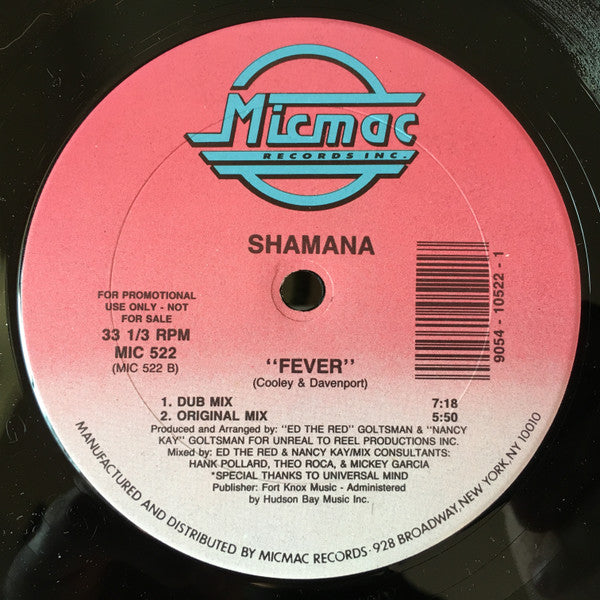 Micmac
RECORDS INC.
SHAMANA
FOR PROMOTIONAL
USE ONLY - NOT
FOR SALE
33 1/3 RPM
MIC 522
(MIC 522 B)
9054 - 10522 - 1
"FEVER"
(Cooley & Davenport)
1. DUB MIX 7:18
2. ORIGINAL MIX 5:50
Produced and Arranged by: "ED THE RED" GOLTSMAN & "NANCY
KAY" GOLTSMAN FOR UNREAL TO REEL PRODUCTIONS INC.
Mixed by: ED THE RED & NANCY KAY/MIX CONSULTANTS:
HANK POLLARD, THEO ROCA, & MICKEY GARCIA
*SPECIAL THANKS TO UNIVERSAL MIND
Publisher: Fort Knox Music - Administered
by Hudson Bay Music Inc.
MANUFACTURED AND DISTRIBUTED BY MICMAC RECORDS · 928 BROADWAY, NEW YORK, NY 10010